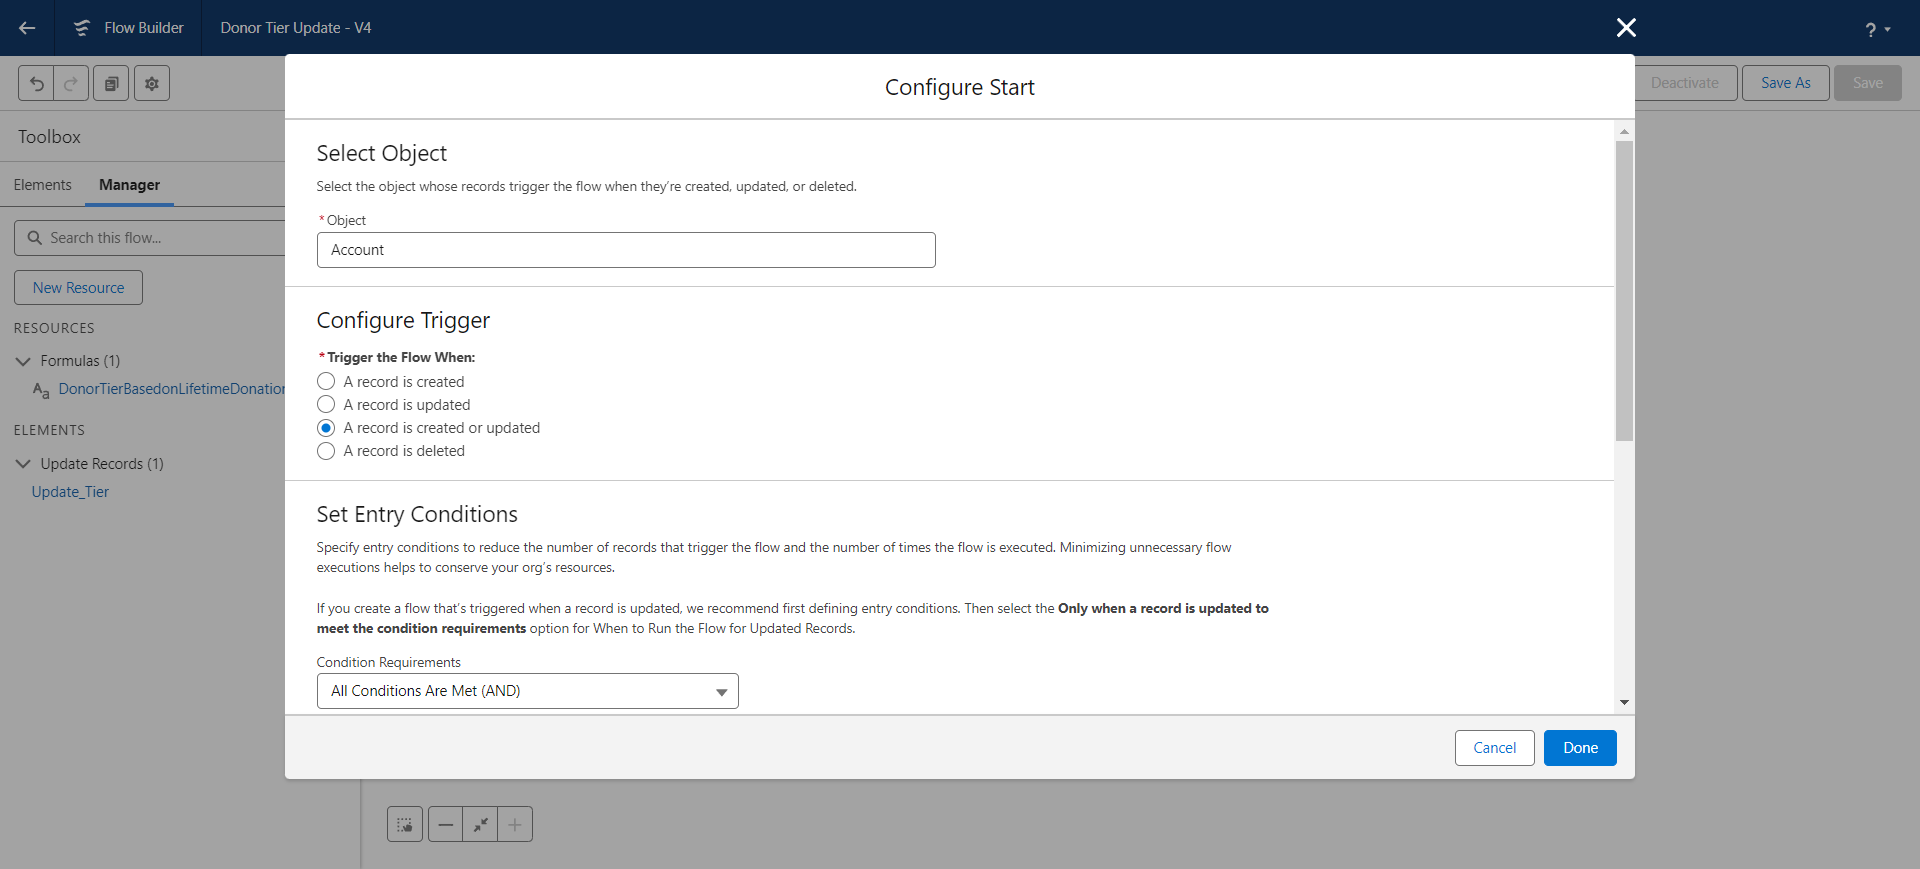 Flow Builder
Donor Tier Update - V4
?
Deactivate
Save As
Save
Toolbox
Elements
Manager
Search this flow...
New Resource
RESOURCES
Formulas (1)
Aa
DonorTierBasedonLifetimeDonation
ELEMENTS
Update Records (1)
Update_Tier
Configure Start
Select Object
Select the object whose records trigger the flow when they're created, updated, or deleted.
* Object
Account
Configure Trigger
* Trigger the Flow When:
A record is created
A record is updated
A record is created or updated
A record is deleted
Set Entry Conditions
Specify entry conditions to reduce the number of records that trigger the flow and the number of times the flow is executed. Minimizing unnecessary flow
executions helps to conserve your org's resources.
If you create a flow that's triggered when a record is updated, we recommend first defining entry conditions. Then select the Only when a record is updated to
meet the condition requirements option for When to Run the Flow for Updated Records.
Condition Requirements
All Conditions Are Met (AND)
Cancel
Done